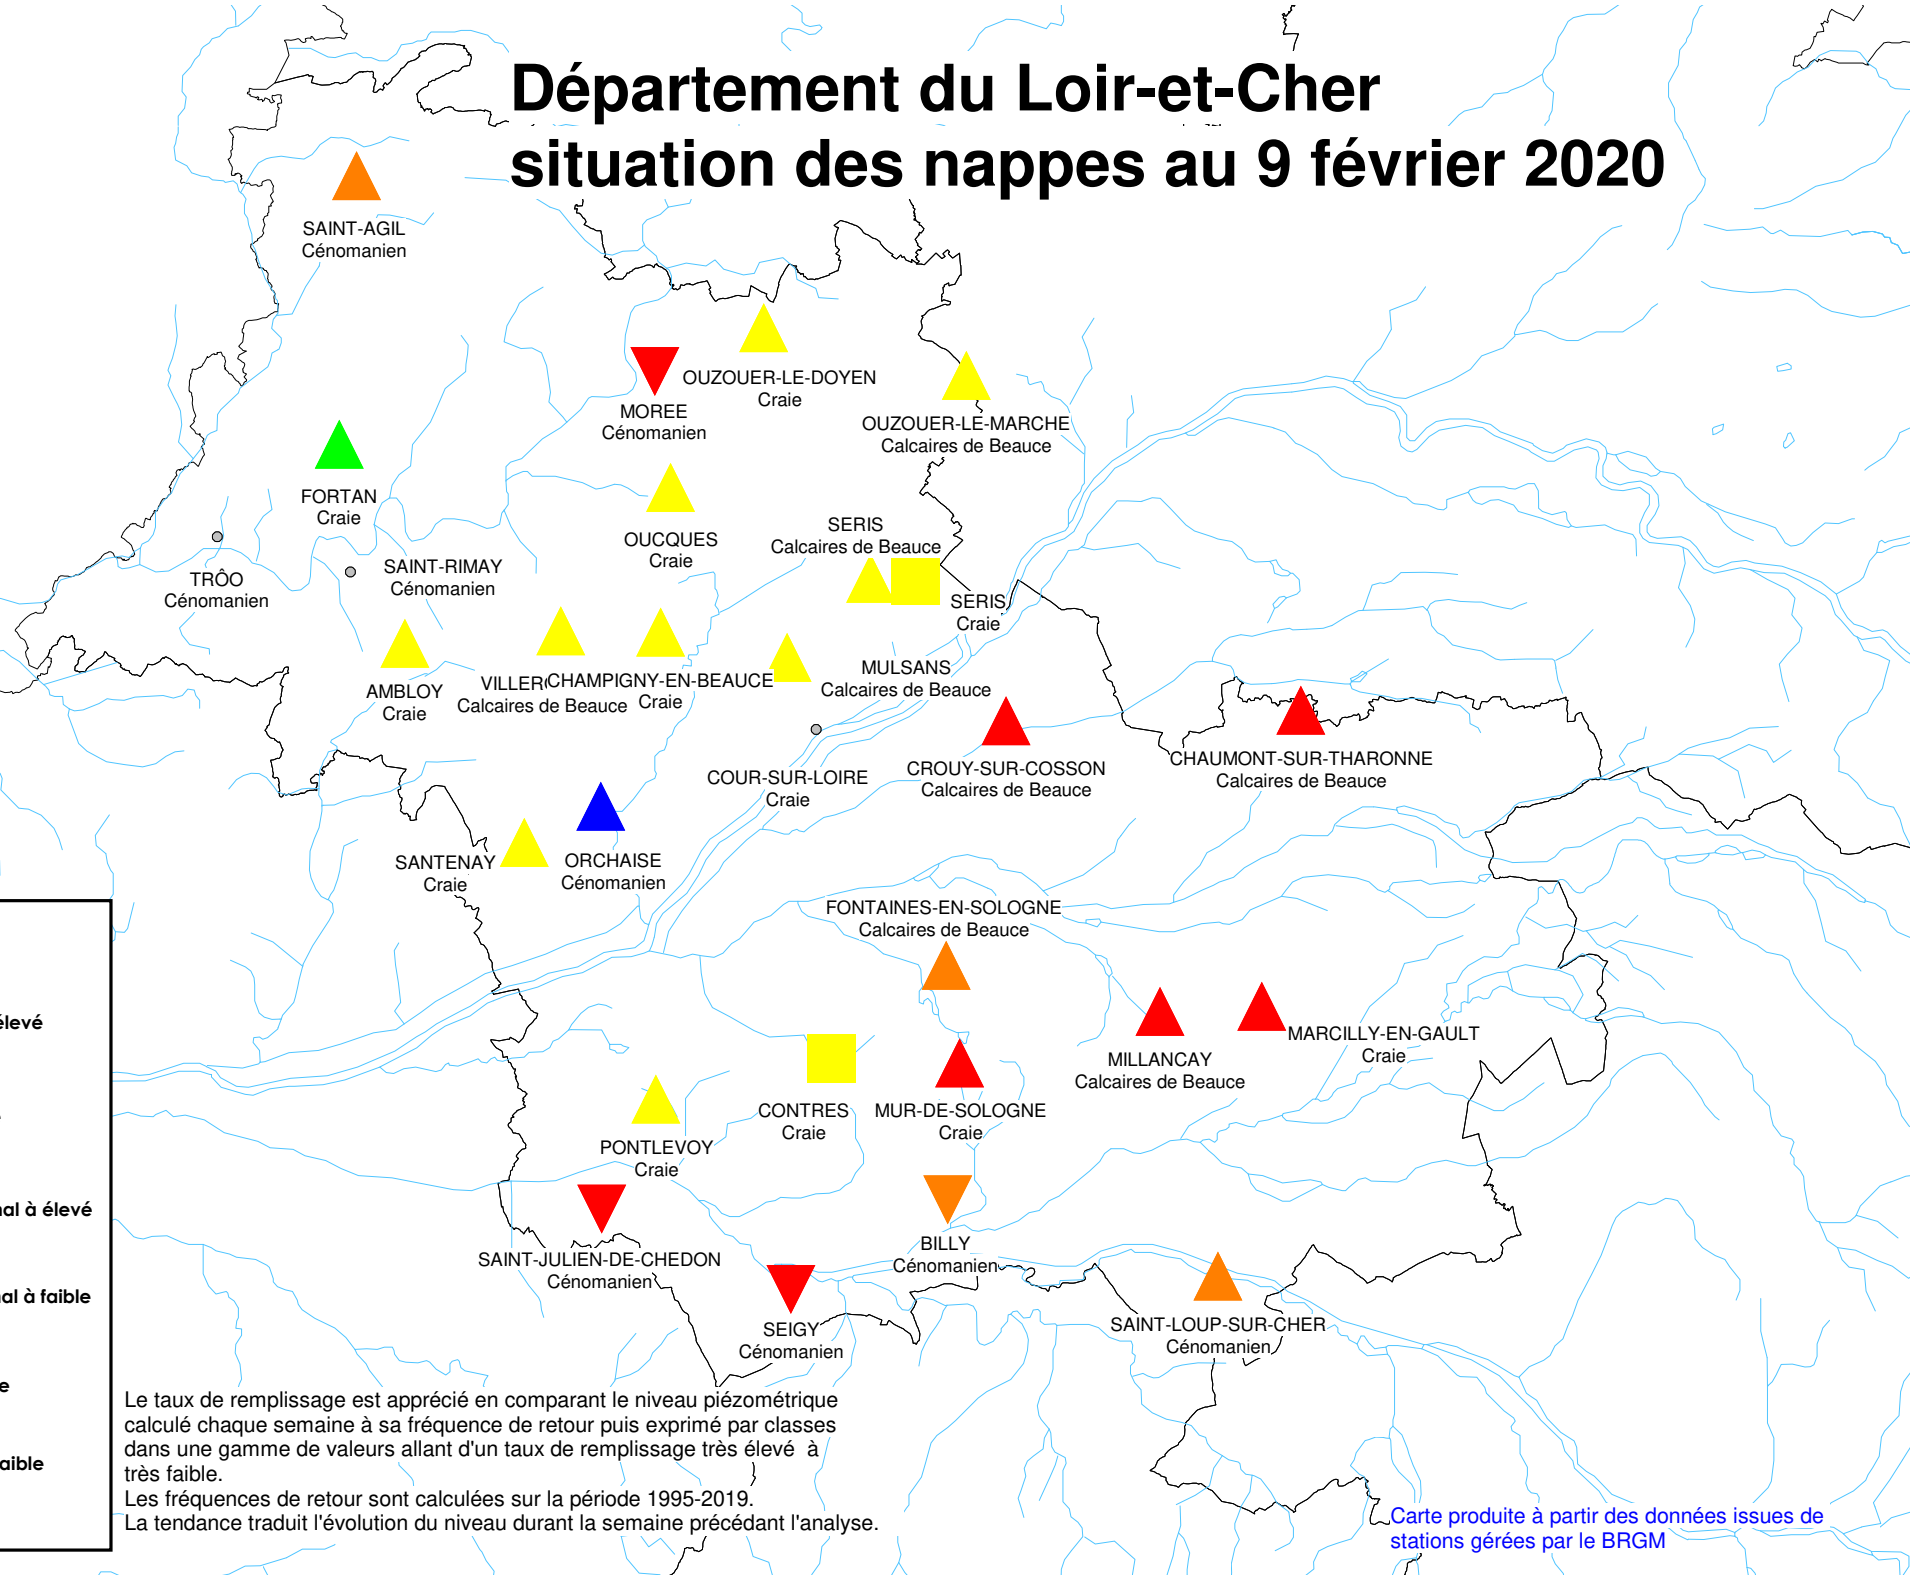 Département du Loir-et-Cher
situation des nappes au 9 février 2020
SAINT-AGIL
Cénomanien
OUZOUER-LE-DOYEN
Craie
MOREE
Cénomanien
OUZOUER-LE-MARCHE
Calcaires de Beauce
FORTAN
Craie
OUCQUES
Craie
SERIS
Calcaires de Beauce
TRÔO
Cénomanien
SAINT-RIMAY
Cénomanien
SERIS
Craie
AMBLOY
Craie
Calcaires de Beauce
CHAMPIGNY-EN-BEAUCE
Craie
MULSANS
Calcaires de Beauce
COUR-SUR-LOIRE
Craie
CROUY-SUR-COSSON
Calcaires de Beauce
CHAUMONT-SUR-THARONNE
Calcaires de Beauce
SANTENAY
Craie
ORCHAISE
Cénomanien
FONTAINES-EN-SOLOGNE
Calcaires de Beauce
MARCILLY-EN-GAULT
Craie
MILLANCAY
Calcaires de Beauce
CONTRES
Craie
MUR-DE-SOLOGNE
Craie
PONTLEVOY
Craie
BILLY
Cénomanien
SAINT-JULIEN-DE-CHEDON
Cénomanien
SEIGY
Cénomanien
SAINT-LOUP-SUR-CHER
Cénomanien
à élevé
à faible
Le taux de remplissage est apprécié en comparant le niveau piézométrique
calculé chaque semaine à sa fréquence de retour puis exprimé par classes
dans une gamme de valeurs allant d'un taux de remplissage très élevé à
très faible.
Les fréquences de retour sont calculées sur la période 1995-2019.
La tendance traduit l'évolution du niveau durant la semaine précédant l'analyse.
Carte produite à partir des données issues de
stations gérées par le BRGM